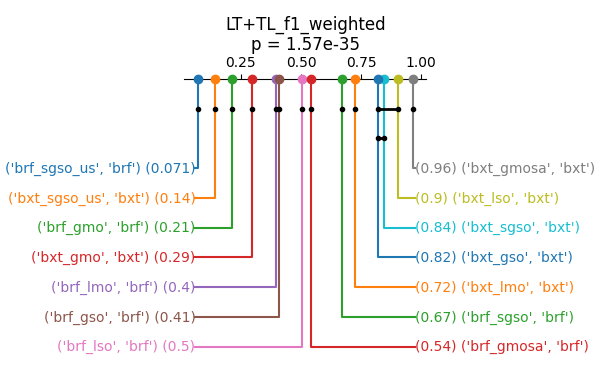 LT+TL_f1_weighted
p = 1.57e-35
0.25 0.50 0.75 1.00
('brf_sgso_us', 'brf') (0.071) (0.96) ('bxt_gmosa', 'bxt')
('bxt_sgso_us', 'bxt') (0.14) (0.9) ('bxt_lso', 'bxt')
('brf_gmo', 'brf') (0.21) (0.84) ('bxt_sgso', 'bxt')
('bxt_gmo', 'bxt') (0.29) (0.82) ('bxt_gso', 'bxt')
('brf_lmo', 'brf') (0.4) (0.72) ('bxt_lmo', 'bxt')
('brf_gso', 'brf') (0.41) (0.67) ('brf_sgso', 'brf')
('brf_lso', 'brf') (0.5) (0.54) ('brf_gmosa', 'brf')